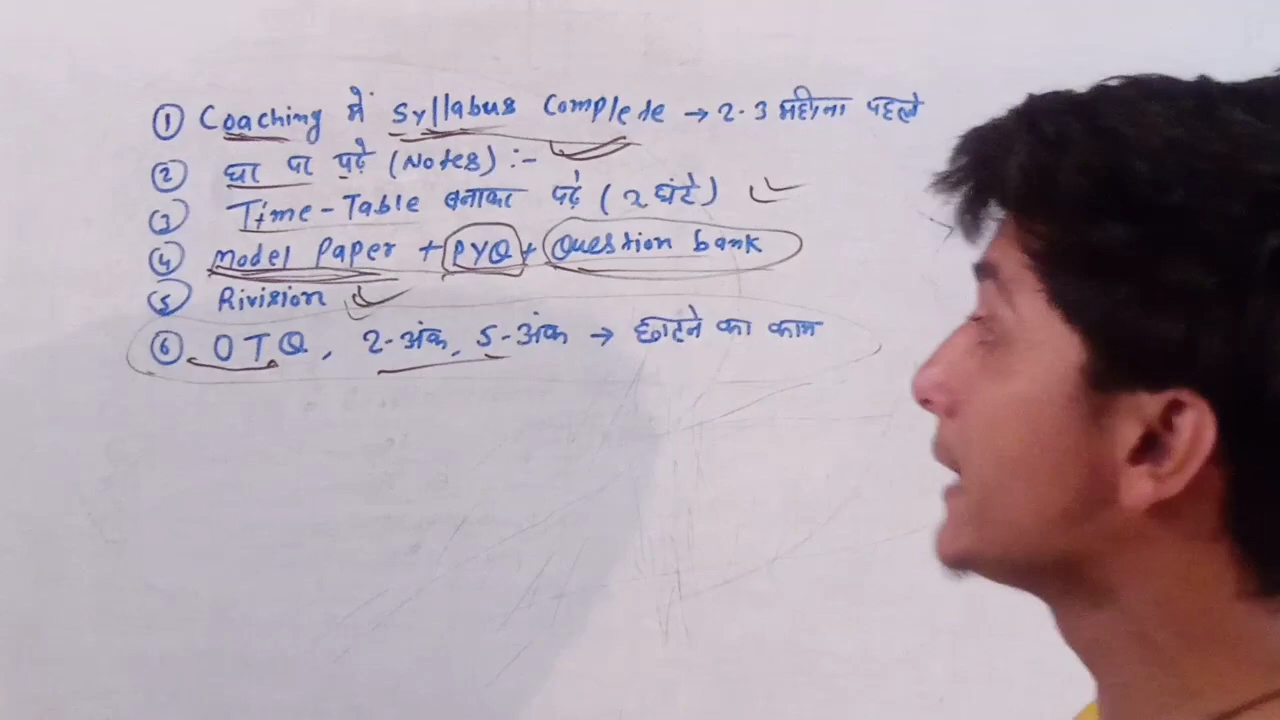 ① Coaching में Syllabus Complete → 2-3 महीना पहले
② घर पर पढ़े (Notes) :-
③ Time-Table बनाकर पढ़े (2 घंटे)
④ Model Paper + PYQ + Question bank
⑤ Rivision
⑥ OTQ, 2-अंक, 5-अंक → छाटने का काम